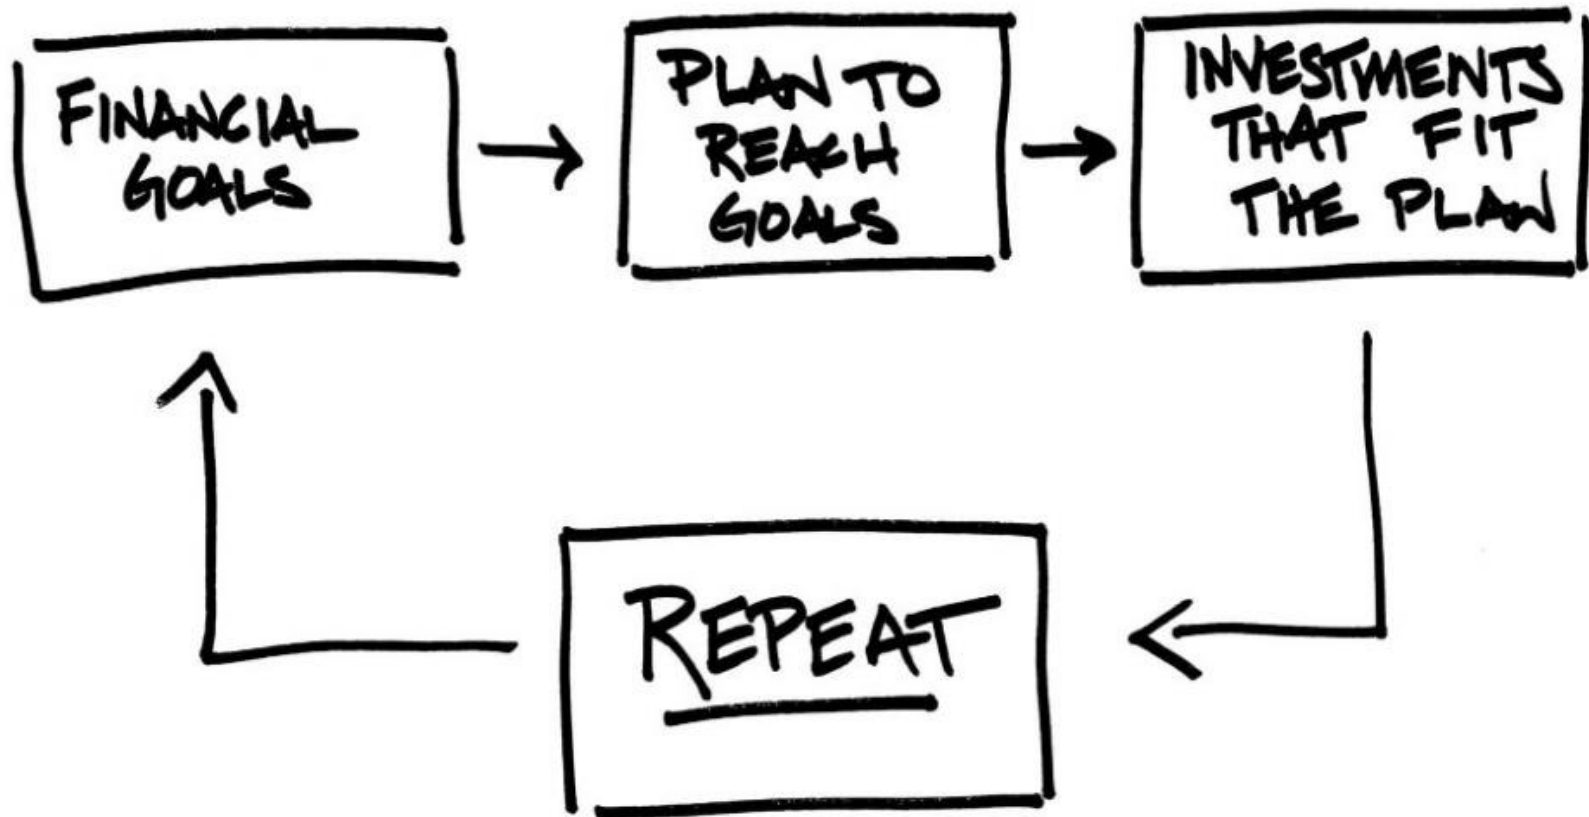 FINANCIAL
GOALS
PLAN TO
REACH
GOALS
INVESTMENTS
THAT FIT
THE PLAN
REPEAT